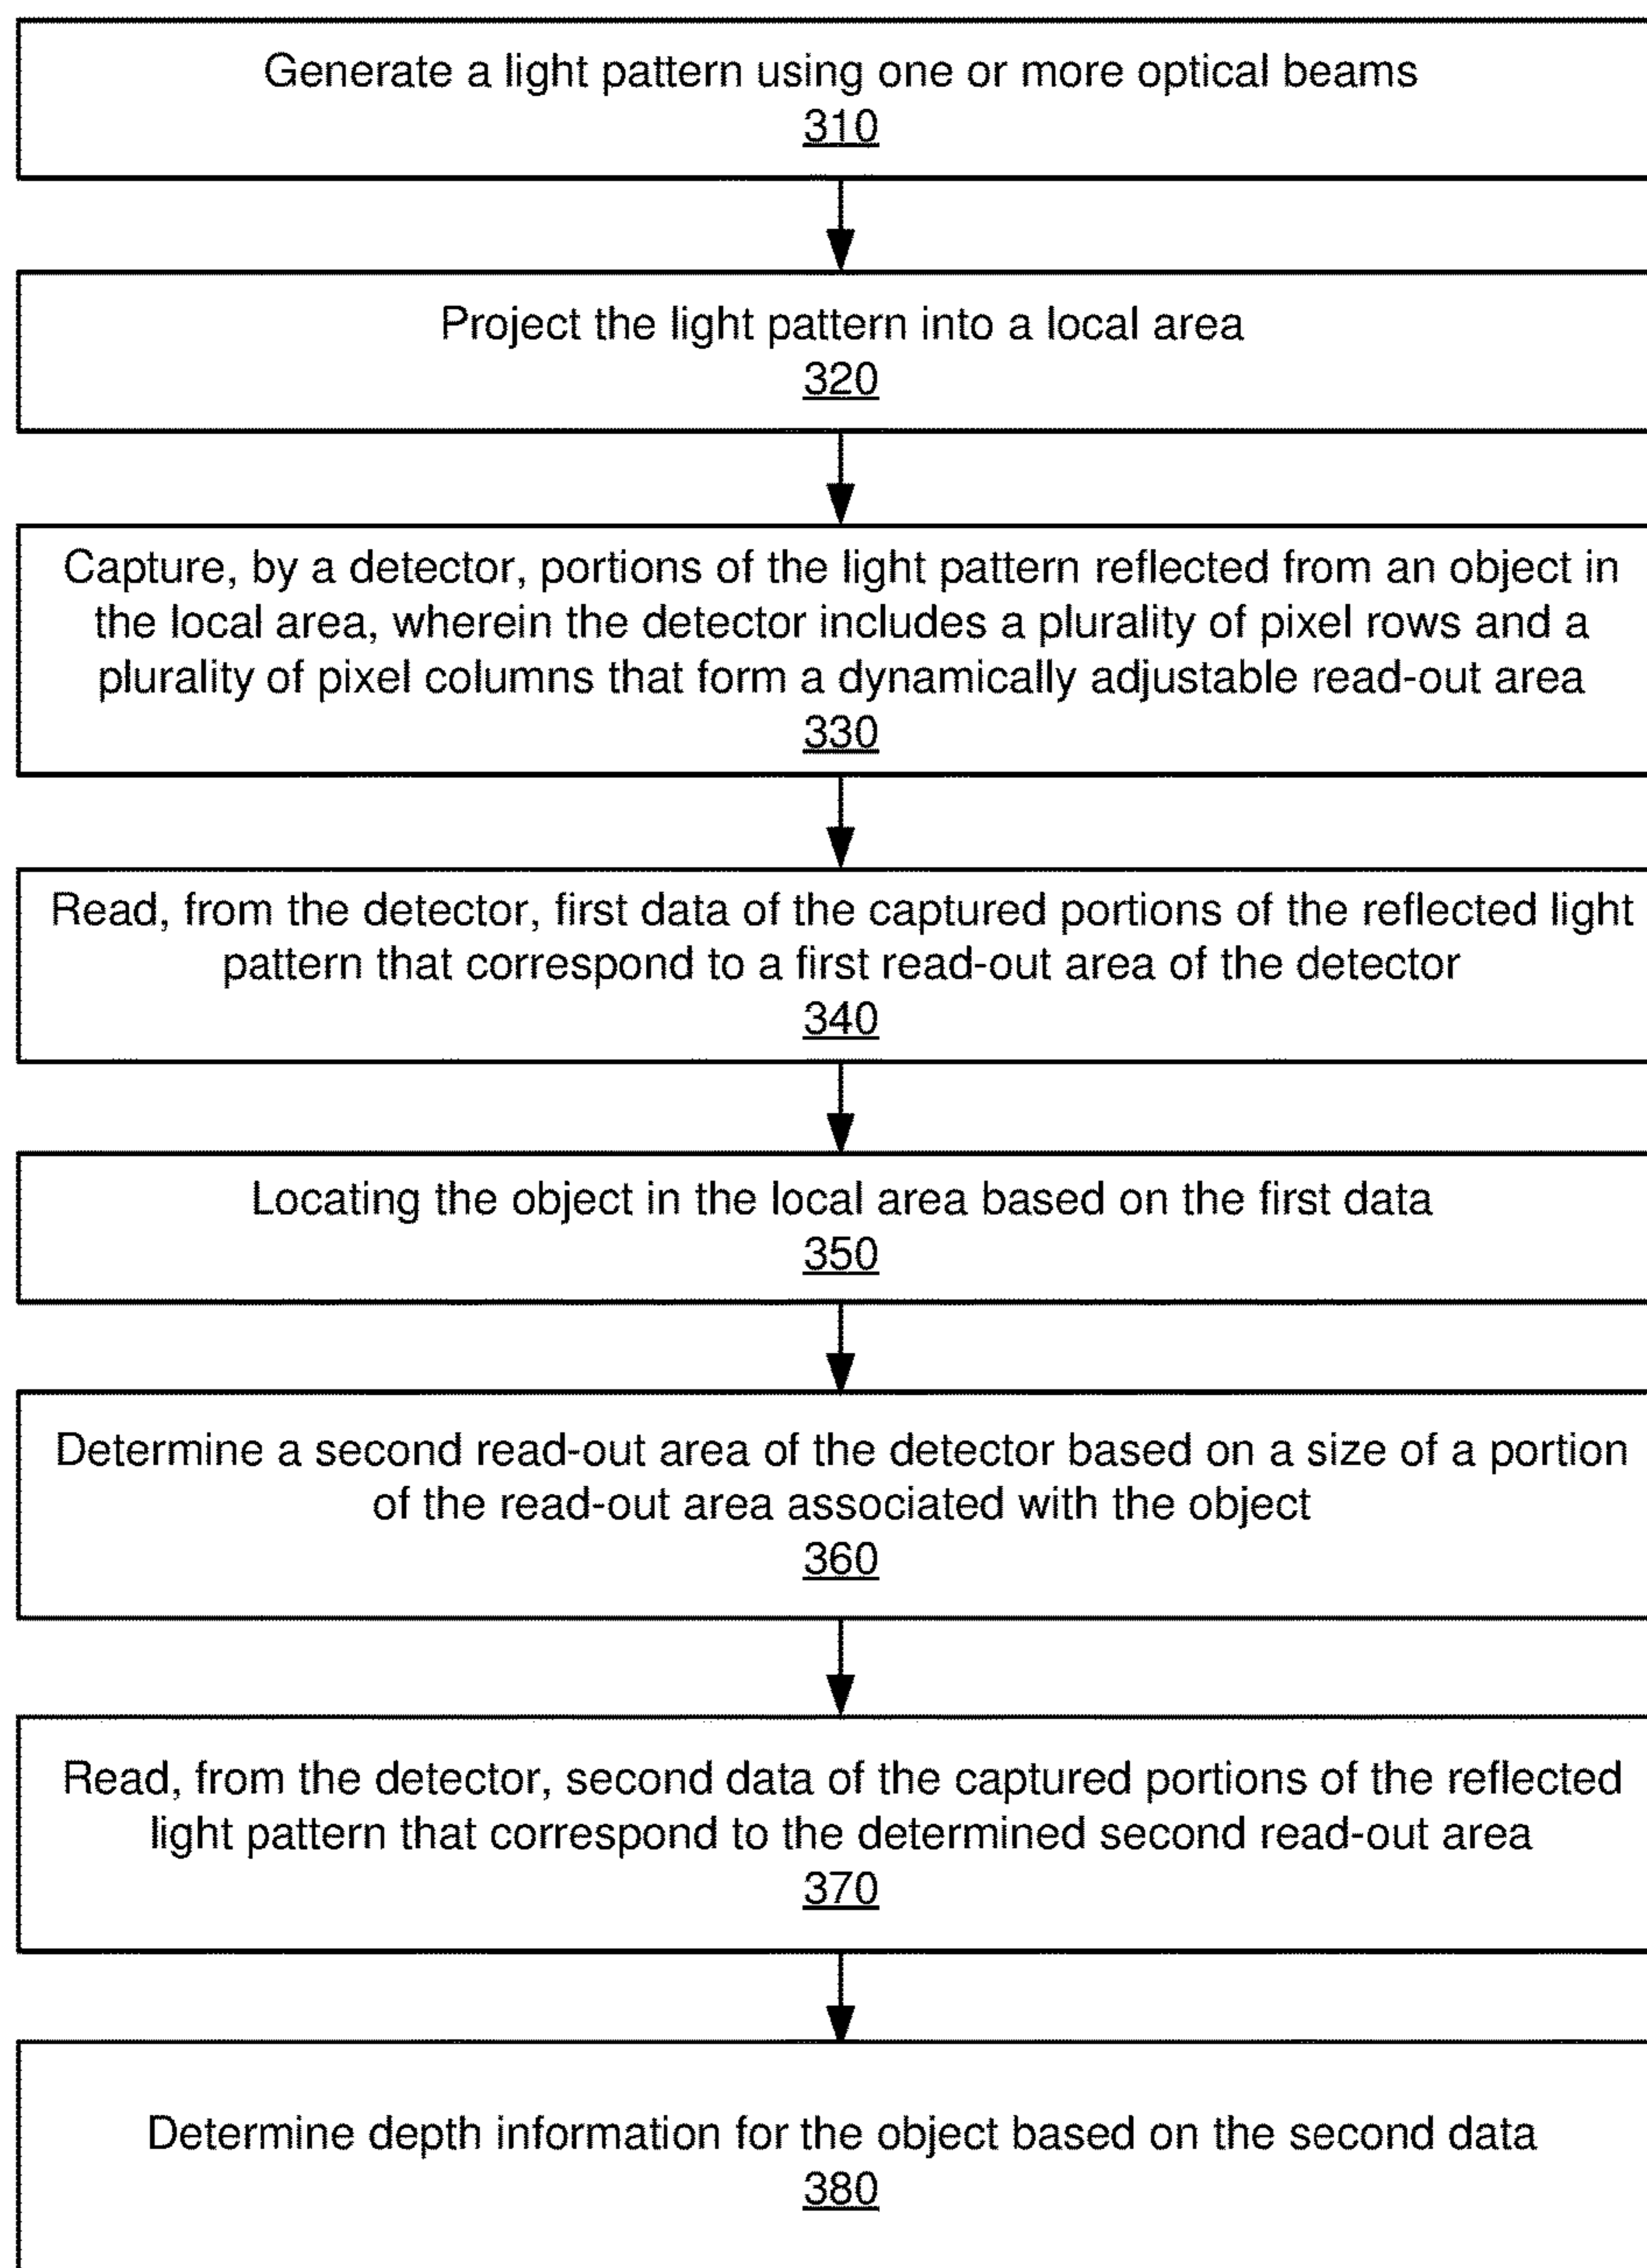 Generate a light pattern using one or more optical beams
310
Project the light pattern into a local area
320
Capture, by a detector, portions of the light pattern reflected from an object in
the local area, wherein the detector includes a plurality of pixel rows and a
plurality of pixel columns that form a dynamically adjustable read-out area
330
Read, from the detector, first data of the captured portions of the reflected light
pattern that correspond to a first read-out area of the detector
340
Locating the object in the local area based on the first data
350
Determine a second read-out area of the detector based on a size of a portion
of the read-out area associated with the object
360
Read, from the detector, second data of the captured portions of the reflected
light pattern that correspond to the determined second read-out area
370
Determine depth information for the object based on the second data
380